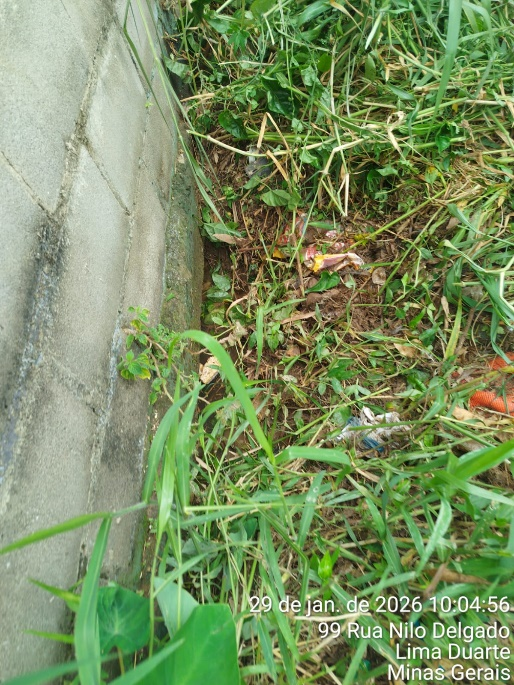 29 de jan. de 2026 10:04:56
99 Rua Nilo Delgado
Lima Duarte
Minas Gerais